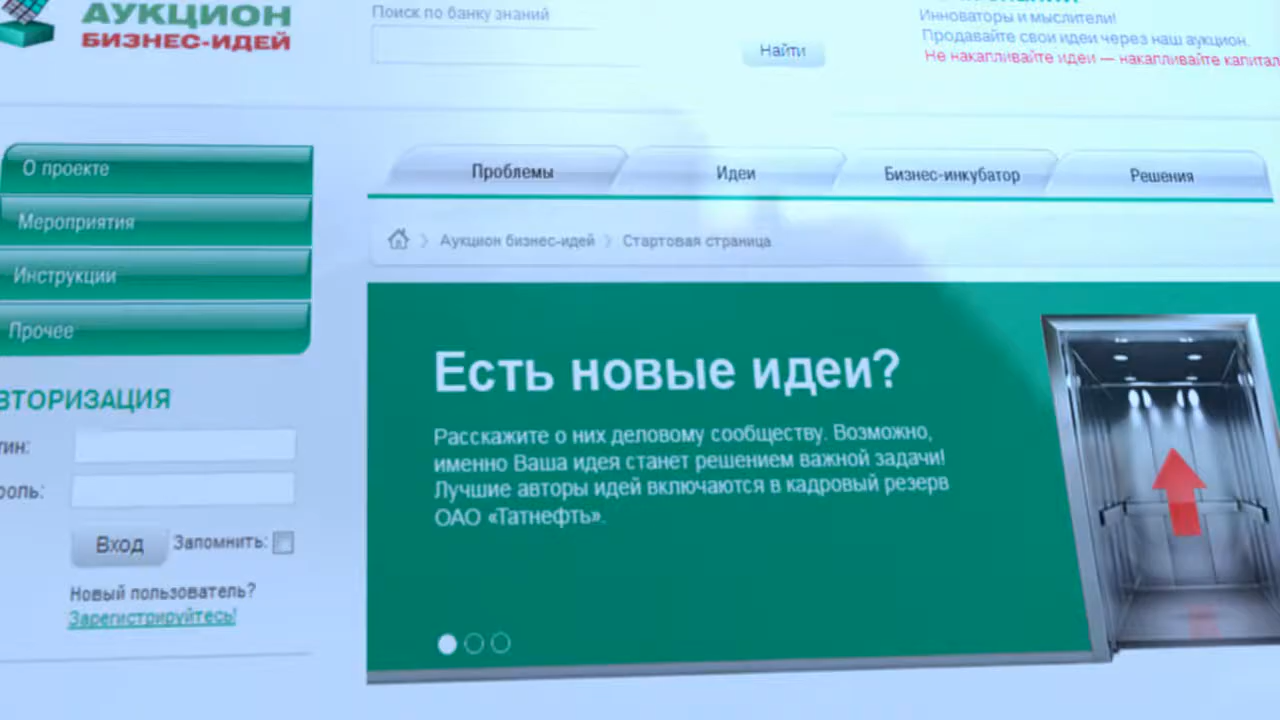 АУКЦИОН
БИЗНЕС-ИДЕЙ
Поиск по банку знаний
Найти
Инноваторы и мыслители!
Продавайте свои идеи через наш аукцион.
Не накапливайте идеи — накапливайте капитал
О проекте
Мероприятия
Инструкции
Прочее
Проблемы
Идеи
Бизнес-инкубатор
Решения
Аукцион бизнес-идей
Стартовая страница
Есть новые идеи?
Расскажите о них деловому сообществу. Возможно,
именно Ваша идея станет решением важной задачи!
Лучшие авторы идей включаются в кадровый резерв
ОАО «Татнефть».
ВТОРИЗАЦИЯ
гин:
роль:
Вход
Запомнить:
Новый пользователь?
Зарегистрируйтесь!